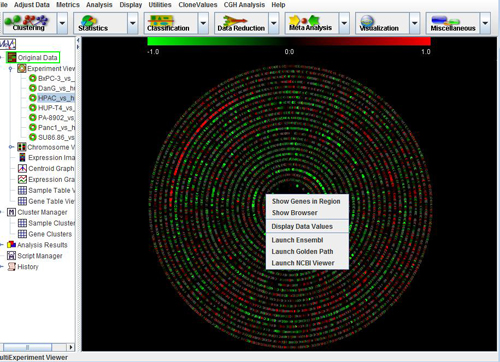 ile Adjust Data Metrics Analysis Display Utilities CloneValues CGH Analysis Help
Clustering Statistics Classification Data Reduction Meta Analysis Visualization Miscellaneous
-1.0 0.0 1.0
Original Data
Experiment View
BxPC-3_vs_
DanG_vs_h
HPAC_vs_h
HUP-T4_vs_
PA-8902_vs
Panc1_vs_h
SU86.86_vs
Chromosome V
Expression Ima
Centroid Graph
Expression Gra
Sample Table V
Gene Table View
Cluster Manager
Sample Cluster
Gene Clusters
Analysis Results
Script Manager
History
Show Genes in Region
Show Browser
Display Data Values
Launch Ensembl
Launch Golden Path
Launch NCBI Viewer
ultiExperiment Viewer